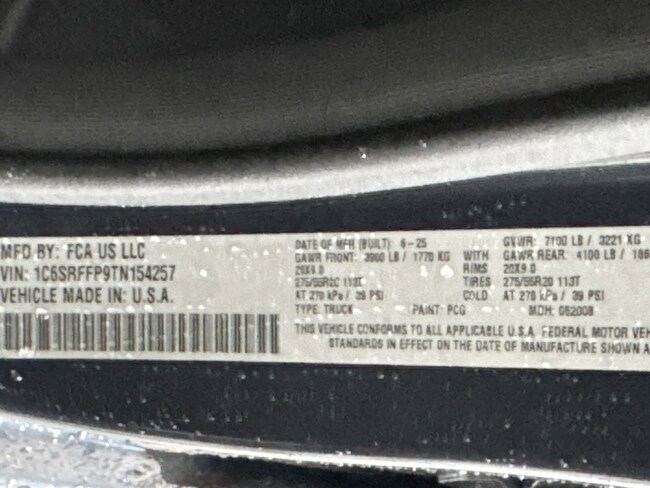 MFD BY: FCA US LLC
VIN: 1C6SRFFP9TN154257
VEHICLE MADE IN: U.S.A.
DATE OF MFR (BUILT): 6-25
GAWR FRONT: 3900 LB / 1770 KG
20X9.0
275/55R20 113T
AT 270 kPa / 39 PSI
TYPE: TRUCK
PAINT: PCG
WITH
RIMS
TIRES
COLD
GVWR: 7100 LB / 3221 KG
GAWR REAR: 4100 LB / 186
20X9.0
275/55R20 113T
AT 270 kPa / 39 PSI
MDH: 062008
THIS VEHICLE CONFORMS TO ALL APPLICABLE U.S.A. FEDERAL MOTOR VEH
STANDARDS IN EFFECT ON THE DATE OF MANUFACTURE SHOWN A